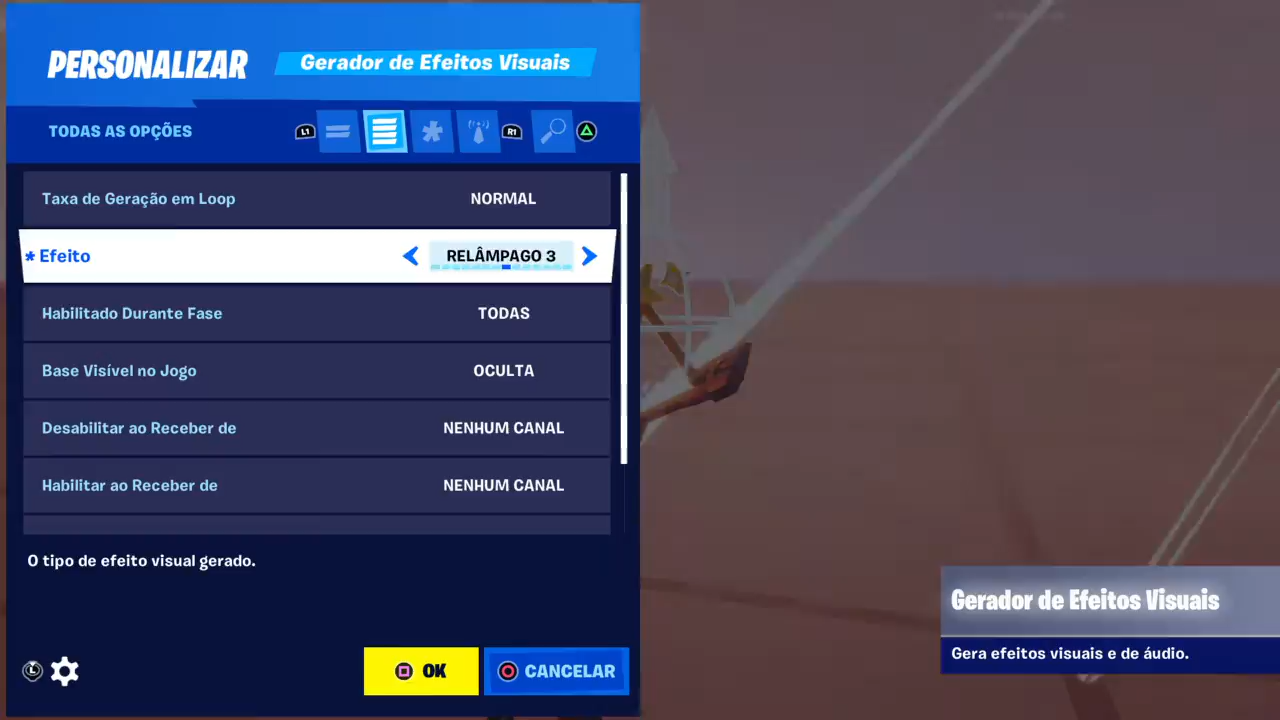 PERSONALIZAR
Gerador de Efeitos Visuais
TODAS AS OPÇÕES
L1
R1
Taxa de Geração em Loop NORMAL
* Efeito RELÂMPAGO 3
Habilitado Durante Fase TODAS
Base Visível no Jogo OCULTA
Desabilitar ao Receber de NENHUM CANAL
Habilitar ao Receber de NENHUM CANAL
O tipo de efeito visual gerado.
L
OK
CANCELAR
Gerador de Efeitos Visuais
Gera efeitos visuais e de áudio.